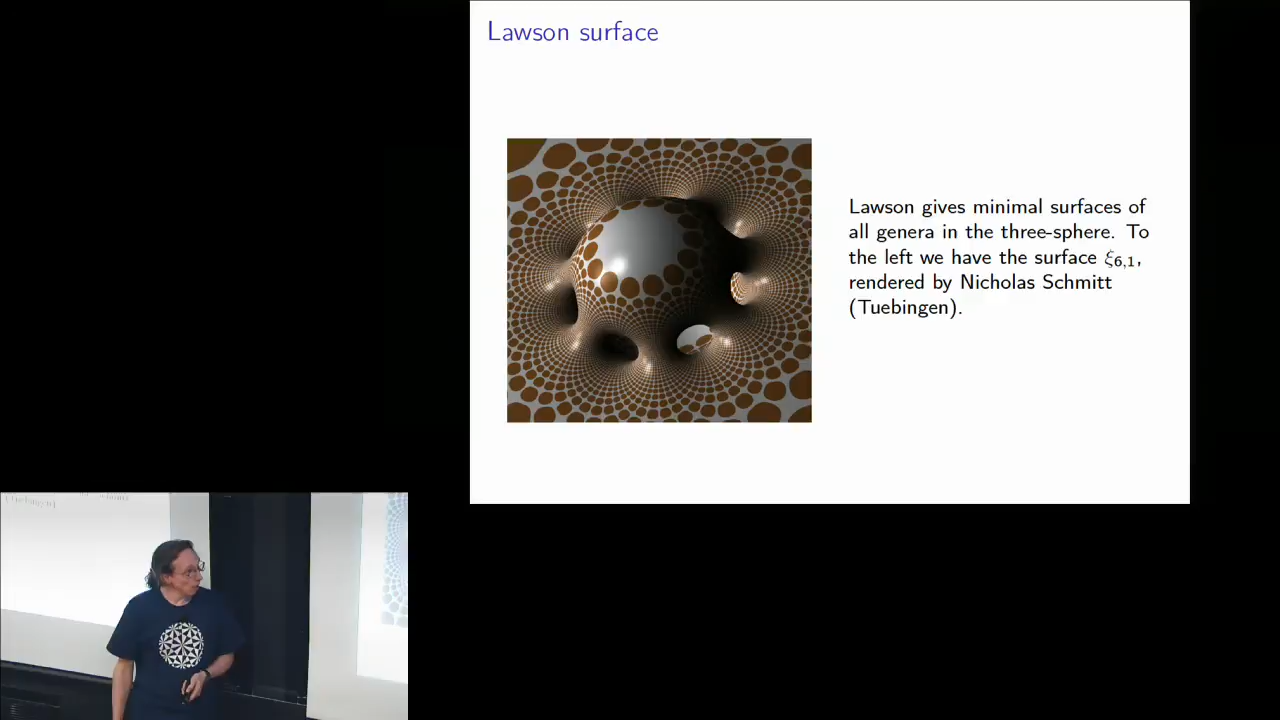 Lawson surface
Lawson gives minimal surfaces of
all genera in the three-sphere. To
the left we have the surface ξ6,1,
rendered by Nicholas Schmitt
(Tuebingen).
(Tuebingen)